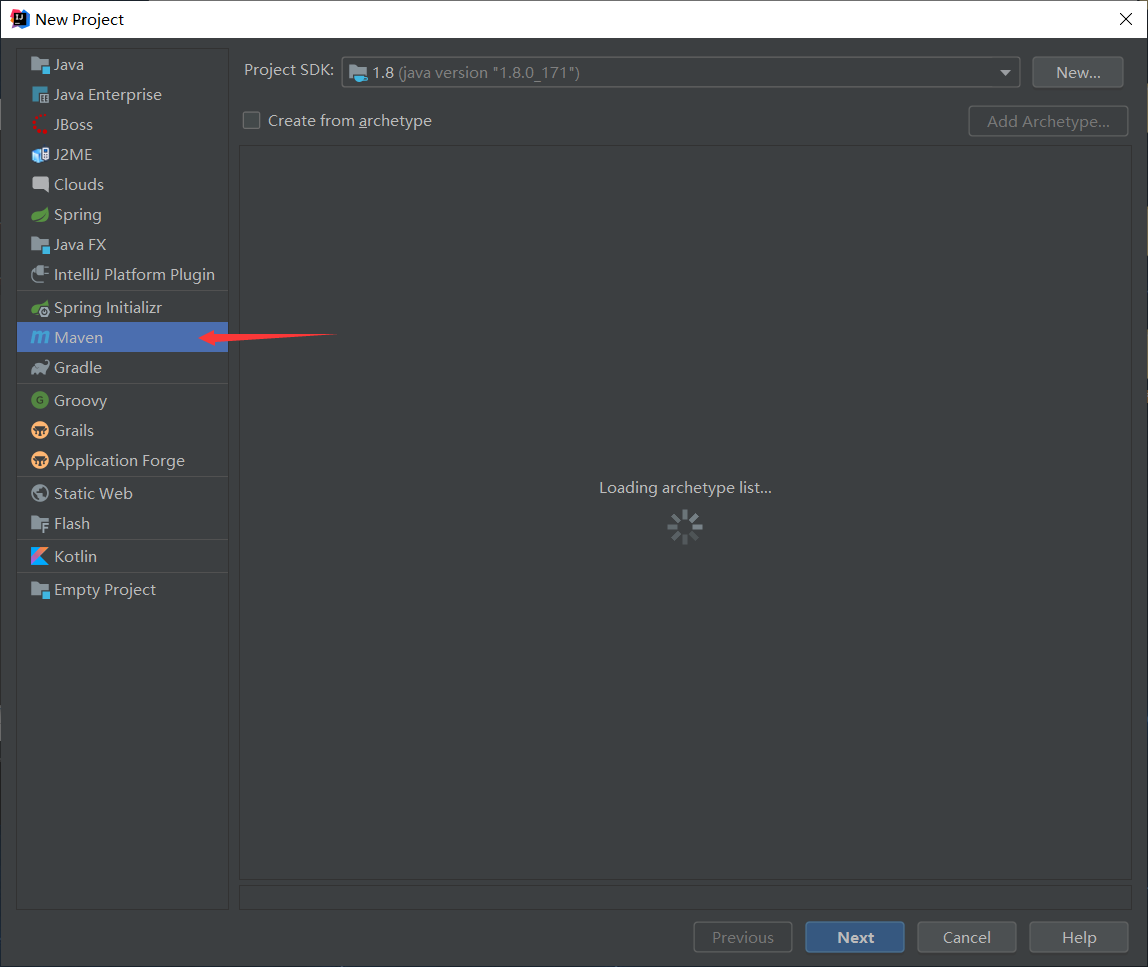 New Project
Java
Java Enterprise
JBoss
J2ME
Clouds
Spring
Java FX
IntelliJ Platform Plugin
Spring Initializr
Maven
Gradle
Groovy
Grails
Application Forge
Static Web
Flash
Kotlin
Empty Project
Project SDK: 1.8 (java version "1.8.0_171") New...
Create from archetype Add Archetype...
Loading archetype list...
Previous Next Cancel Help